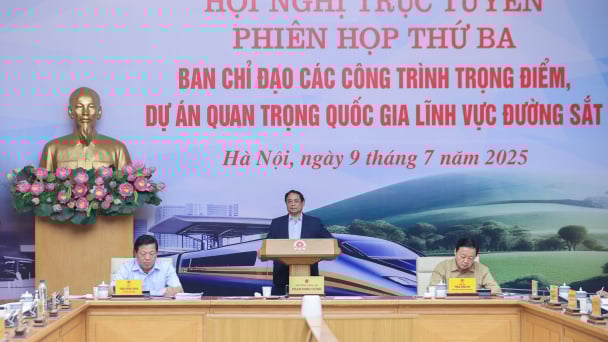 HỘI NGHỊ TRỰC TUYẾN
PHIÊN HỌP THỨ BA
BAN CHỈ ĐẠO CÁC CÔNG TRÌNH TRỌNG ĐIỂM,
DỰ ÁN QUAN TRỌNG QUỐC GIA LĨNH VỰC ĐƯỜNG SẮT
Hà Nội, ngày 9 tháng 7 năm 2025